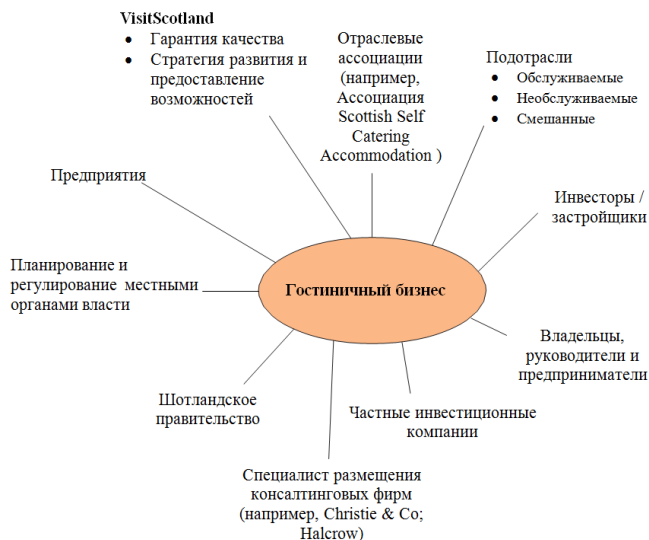 VisitScotland
• Гарантия качества
• Стратегия развития и
предоставление
возможностей
Отраслевые
ассоциации
(например,
Ассоциация
Scottish Self
Catering
Accommodation )
Подотрасли
• Обслуживаемые
• Необслуживаемые
• Смешанные
Предприятия
Инвесторы /
застройщики
Планирование и
регулирование местными
органами власти
Гостиничный бизнес
Владельцы,
руководители и
предприниматели
Шотландское
правительство
Частные инвестиционные
компании
Специалист размещения
консалтинговых фирм
(например, Christie & Co;
Halcrow)